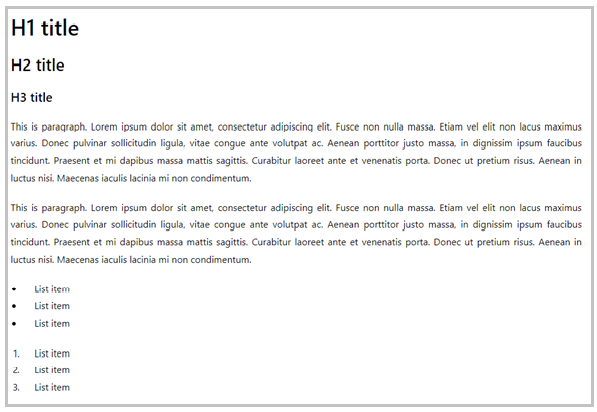 H1 title
H2 title
H3 title
This is paragraph. Lorem ipsum dolor sit amet, consectetur adipiscing elit. Fusce non nulla massa. Etiam vel elit non lacus maximus
varius. Donec pulvinar sollicitudin ligula, vitae congue ante volutpat ac. Aenean porttitor justo massa, in dignissim ipsum faucibus
tincidunt. Praesent et mi dapibus massa mattis sagittis. Curabitur laoreet ante et venenatis porta. Donec ut pretium risus. Aenean in
luctus nisi. Maecenas iaculis lacinia mi non condimentum.
This is paragraph. Lorem ipsum dolor sit amet, consectetur adipiscing elit. Fusce non nulla massa. Etiam vel elit non lacus maximus
varius. Donec pulvinar sollicitudin ligula, vitae congue ante volutpat ac. Aenean porttitor justo massa, in dignissim ipsum faucibus
tincidunt. Praesent et mi dapibus massa mattis sagittis. Curabitur laoreet ante et venenatis porta. Donec ut pretium risus. Aenean in
luctus nisi. Maecenas iaculis lacinia mi non condimentum.
• List item
• List item
• List item
1. List item
2. List item
3. List item